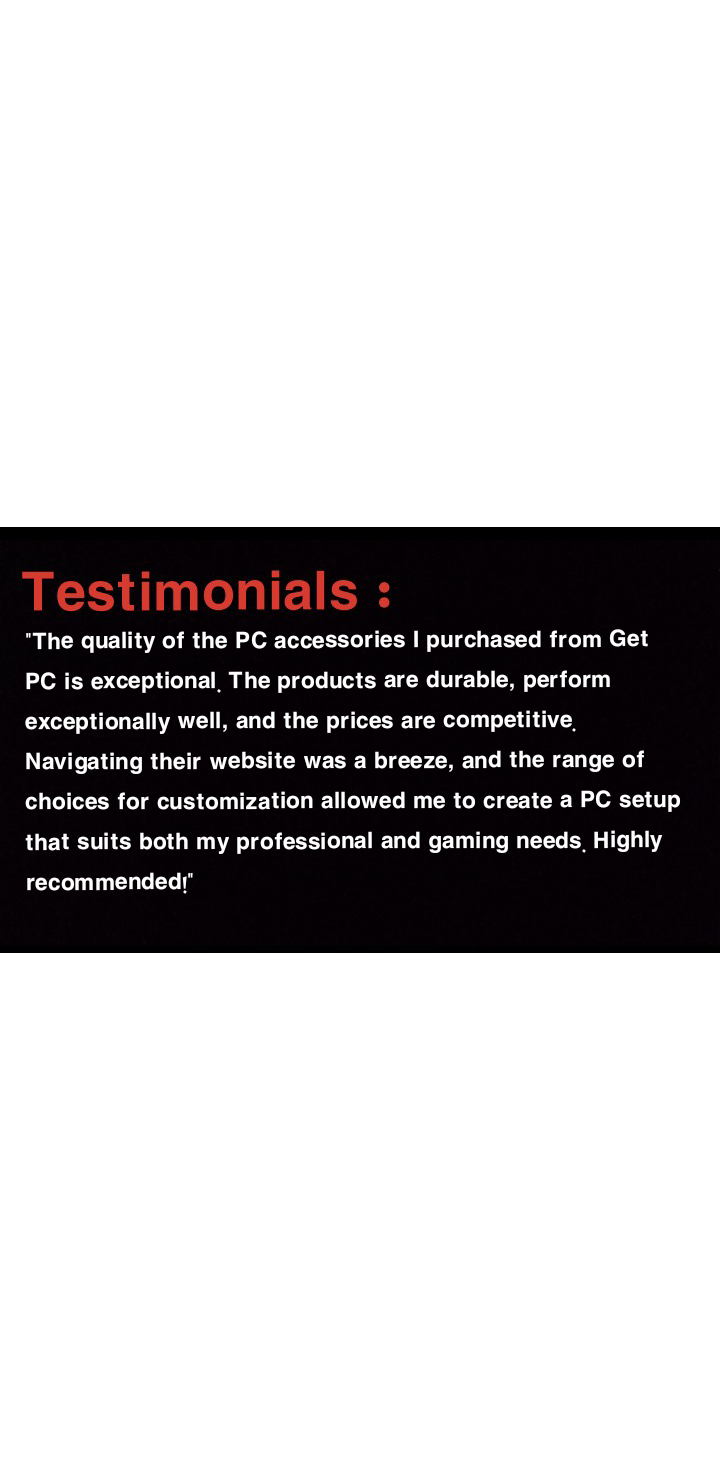 Testimonials :
"The quality of the PC accessories I purchased from Get
PC is exceptional. The products are durable, perform
exceptionally well, and the prices are competitive.
Navigating their website was a breeze, and the range of
choices for customization allowed me to create a PC setup
that suits both my professional and gaming needs. Highly
recommended!"